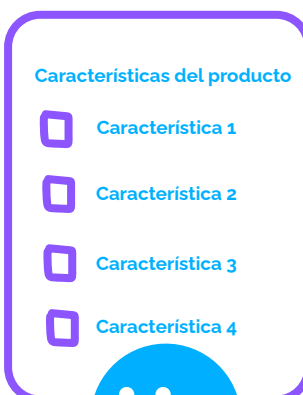 Características del producto
Característica 1
Característica 2
Característica 3
Característica 4